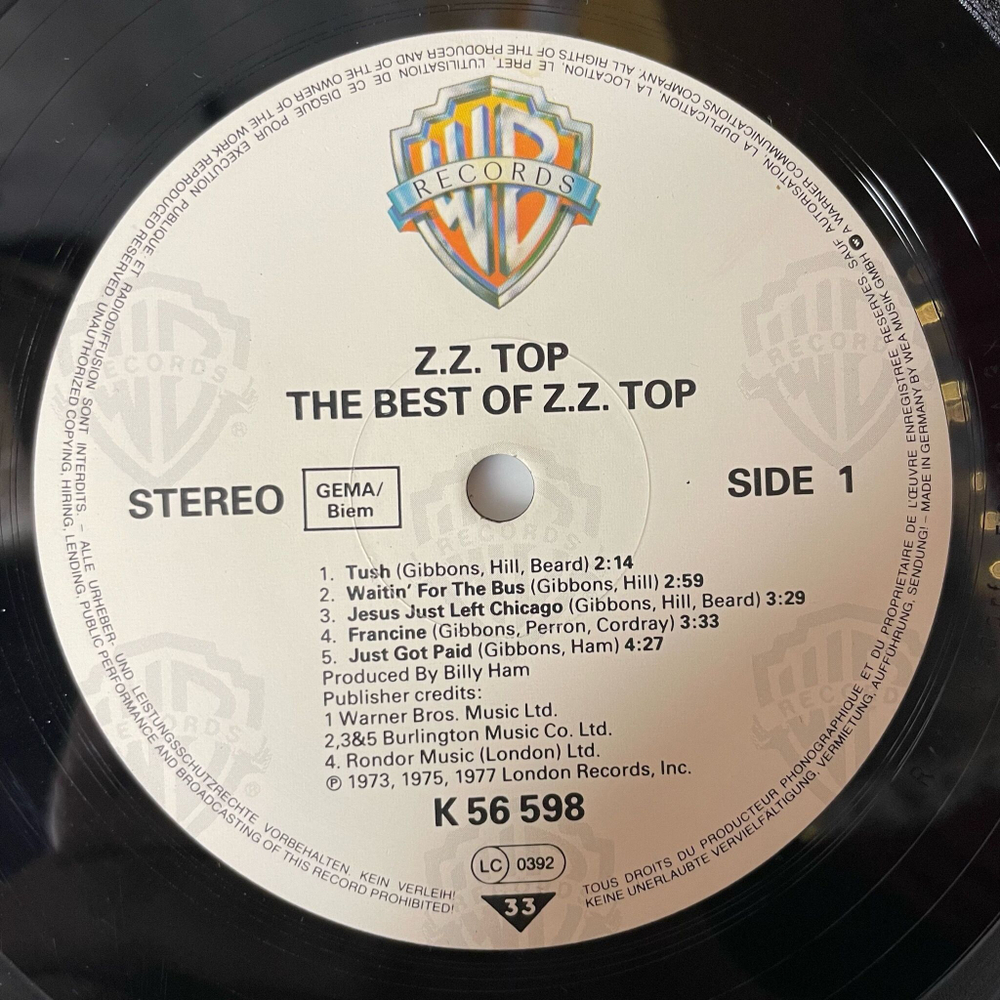 WB
RECORDS
Z.Z. TOP
THE BEST OF Z.Z. TOP
STEREO
GEMA/
Biem
SIDE 1
1. Tush (Gibbons, Hill, Beard) 2:14
2. Waitin' For The Bus (Gibbons, Hill) 2:59
3. Jesus Just Left Chicago (Gibbons, Hill, Beard) 3:29
4. Francine (Gibbons, Perron, Cordray) 3:33
5. Just Got Paid (Gibbons, Ham) 4:27
Produced By Billy Ham
Publisher credits:
1 Warner Bros. Music Ltd.
2,3&5 Burlington Music Co. Ltd.
4. Rondor Music (London) Ltd.
℗ 1973, 1975, 1977 London Records, Inc.
K 56 598
LC 0392
33
TOUS DROITS DU PRODUCTEUR PHONOGRAPHIQUE ET DU PROPRIETAIRE DE L'ŒUVRE ENREGISTREE RESERVES. SAUF AUTORISATION, LA DUPLICATION, LA LOCATION, LE PRET, L'UTILISATION DE CE DISQUE POUR EXECUTION PUBLIQUE ET RADIODIFFUSION SONT INTERDITS. – ALLE URHEBER- UND LEISTUNGSSCHUTZRECHTE VORBEHALTEN. KEIN VERLEIH!
KEINE UNERLAUBTE VERVIELFÄLTIGUNG, VERMIETUNG, AUFFÜHRUNG, SENDUNG! – MADE IN GERMANY BY WEA MUSIK GMBH A WARNER COMMUNICATIONS COMPANY. ALL RIGHTS OF THE PRODUCER AND OF THE OWNER OF THE WORK REPRODUCED RESERVED. UNAUTHORIZED COPYING, HIRING, LENDING, PUBLIC PERFORMANCE AND BROADCASTING OF THIS RECORD PROHIBITED!